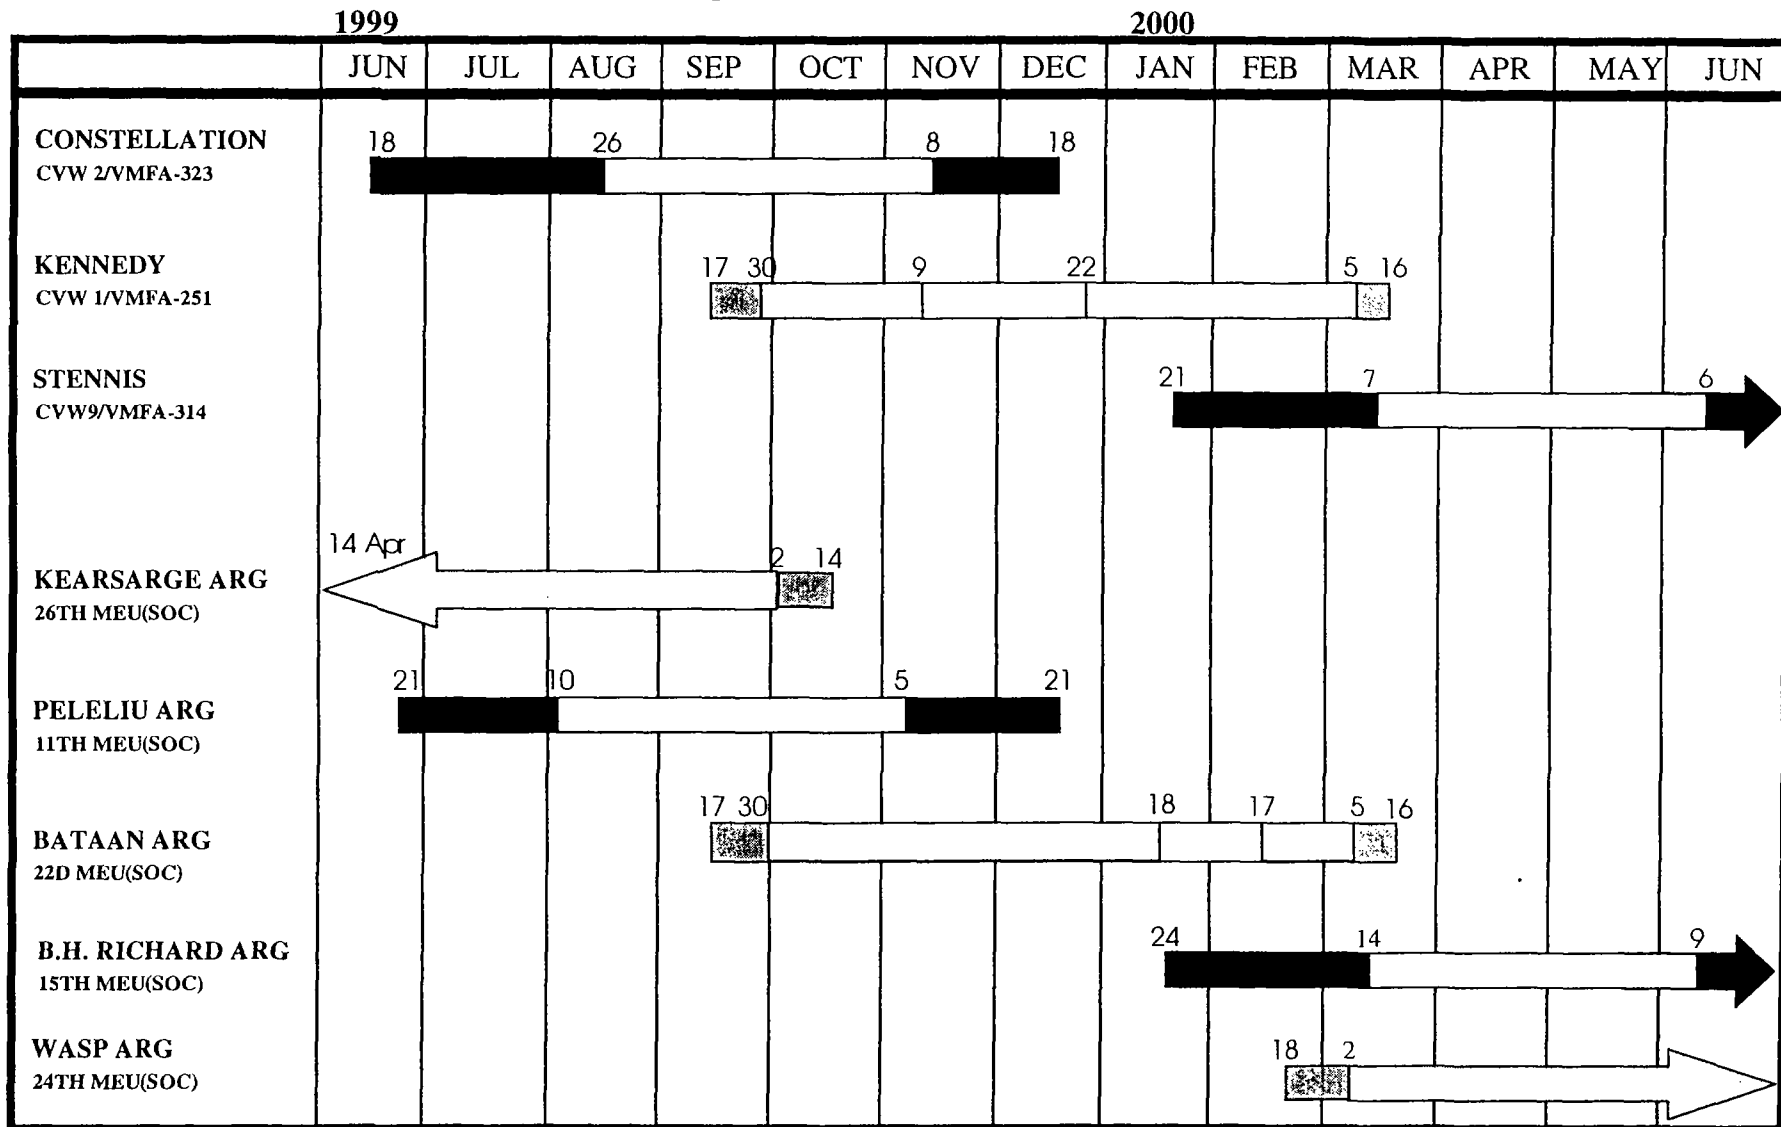 1999 2000
JUN JUL AUG SEP OCT NOV DEC JAN FEB MAR APR MAY JUN
CONSTELLATION 18 26 8 18
CVW 2/VMFA-323
KENNEDY 17 30 9 22 5 16
CVW 1/VMFA-251
STENNIS 21 7 6
CVW9/VMFA-314
14 Apr 2 14
KEARSARGE ARG
26TH MEU(SOC)
21 10 5 21
PELELIU ARG
11TH MEU(SOC)
17 30 18 17 5 16
BATAAN ARG
22D MEU(SOC)
B.H. RICHARD ARG 24 14 9
15TH MEU(SOC)
WASP ARG 18 2
24TH MEU(SOC)